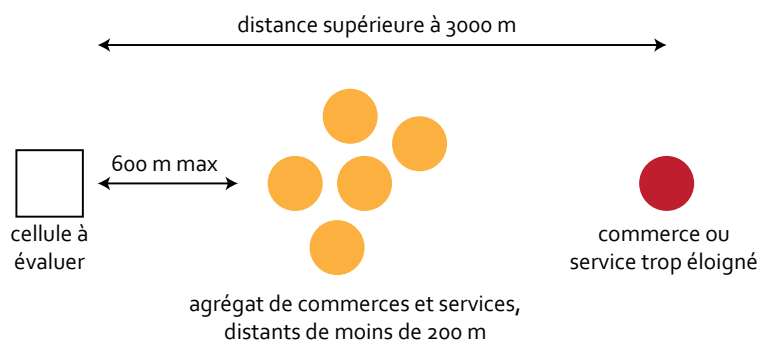 distance supérieure à 3000 m
600 m max
cellule à
évaluer
commerce ou
service trop éloigné
agrégat de commerces et services,
distants de moins de 200 m